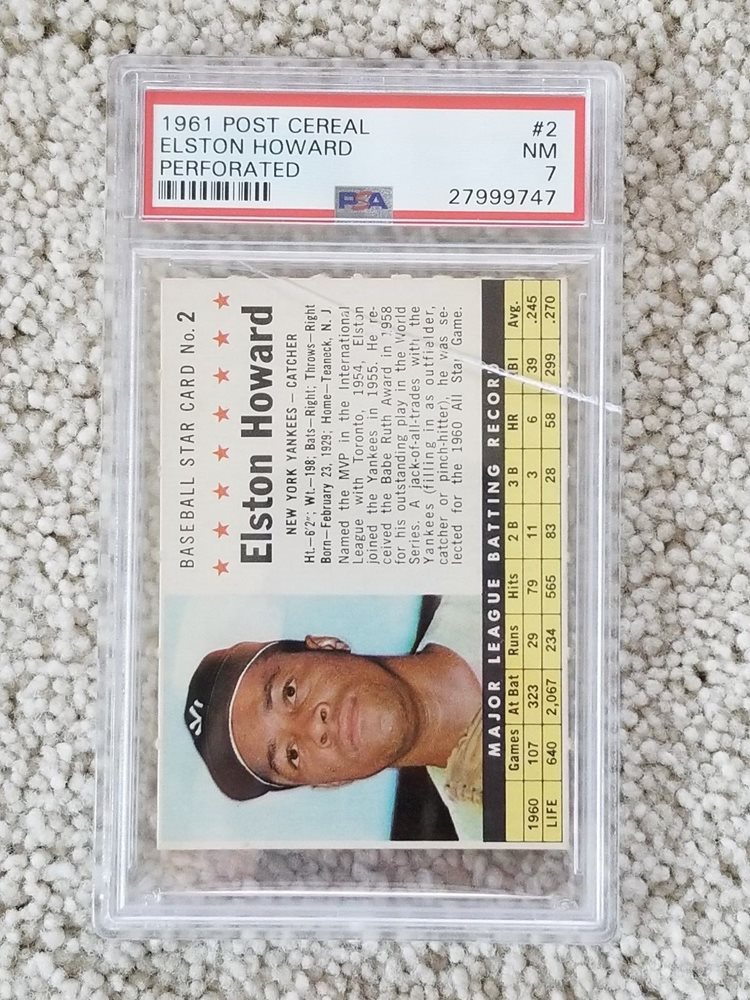 1961 POST CEREAL #2
ELSTON HOWARD NM
PERFORATED 7
PSA 27999747
BASEBALL STAR CARD No. 2
Elston Howard
NEW YORK YANKEES — CATCHER
Ht.—6'2"; Wt.—198; Bats—Right; Throws—Right
Born—February 23, 1929; Home—Teaneck, N. J
Named the MVP in the International
League with Toronto, 1954, Elston
joined the Yankees in 1955. He re-
ceived the Babe Ruth Award in 1958
for his outstanding play in the World
Series. A jack-of-all-trades with the
Yankees (filling in as outfielder,
catcher or pinch-hitter), he was se-
lected for the 1960 All Star Game.
MAJOR LEAGUE BATTING RECORD
Games At Bat Runs Hits 2 B 3 B HR RBI Avg.
1960 107 323 29 79 11 3 6 39 .245
LIFE 640 2,067 234 565 83 28 58 299 .270